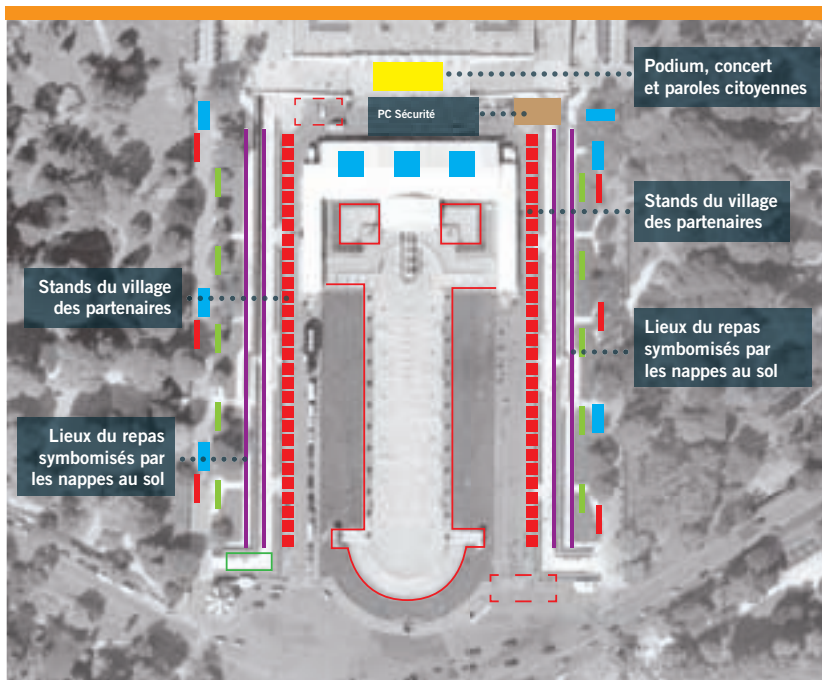 Podium, concert
et paroles citoyennes
PC Sécurité
Stands du village
des partenaires
Stands du village
des partenaires
Lieux du repas
symbomisés par
les nappes au sol
Lieux du repas
symbomisés par
les nappes au sol